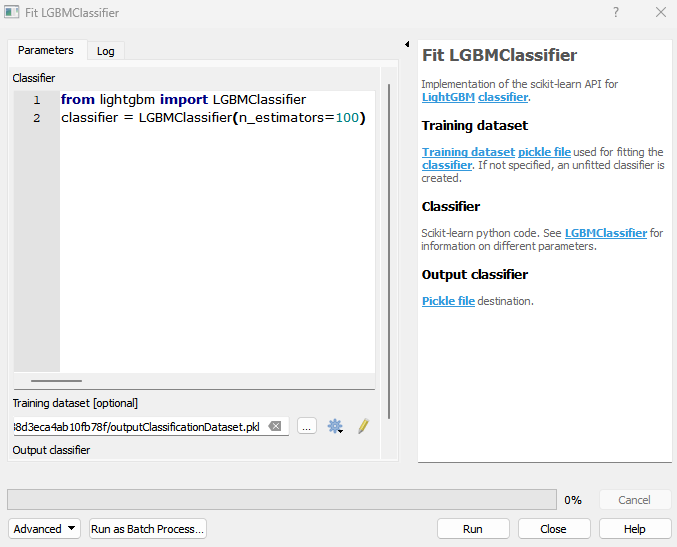 Fit LGBMClassifier
?
Parameters
Log
Classifier
1 from lightgbm import LGBMClassifier
2 classifier = LGBMClassifier(n_estimators=100)
Training dataset [optional]
38d3eca4ab10fb78f/outputClassificationDataset.pkl
...
Output classifier
Fit LGBMClassifier
Implementation of the scikit-learn API for
LightGBM classifier.
Training dataset
Training dataset pickle file used for fitting the
classifier. If not specified, an unfitted classifier is
created.
Classifier
Scikit-learn python code. See LGBMClassifier for
information on different parameters.
Output classifier
Pickle file destination.
0%
Cancel
Advanced
Run as Batch Process...
Run
Close
Help